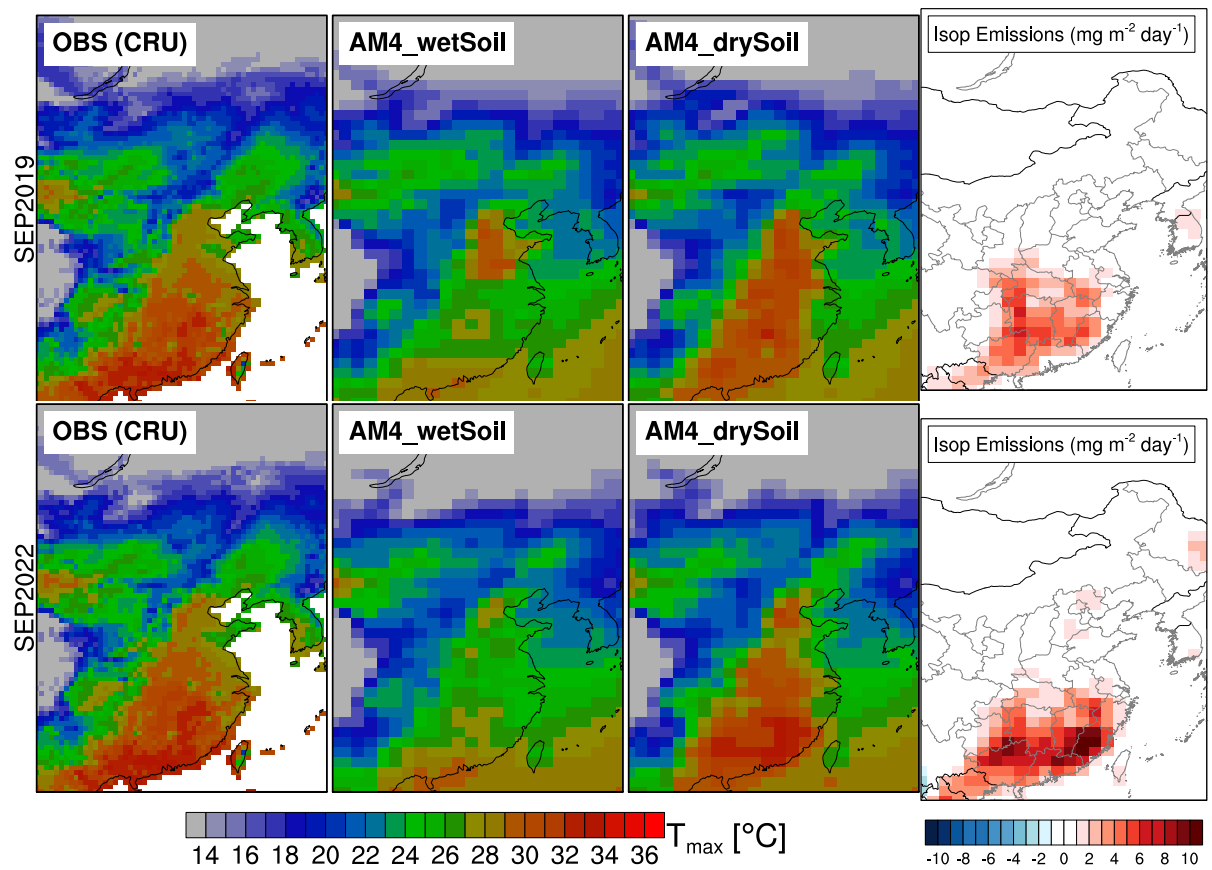 OBS (CRU)
AM4_wetSoil
AM4_drySoil
Isop Emissions (mg m⁻² day⁻¹)
SEP2019
OBS (CRU)
AM4_wetSoil
AM4_drySoil
Isop Emissions (mg m⁻² day⁻¹)
SEP2022
14 16 18 20 22 24 26 28 30 32 34 36
Tmax [°C]
-10 -8 -6 -4 -2 0 2 4 6 8 10